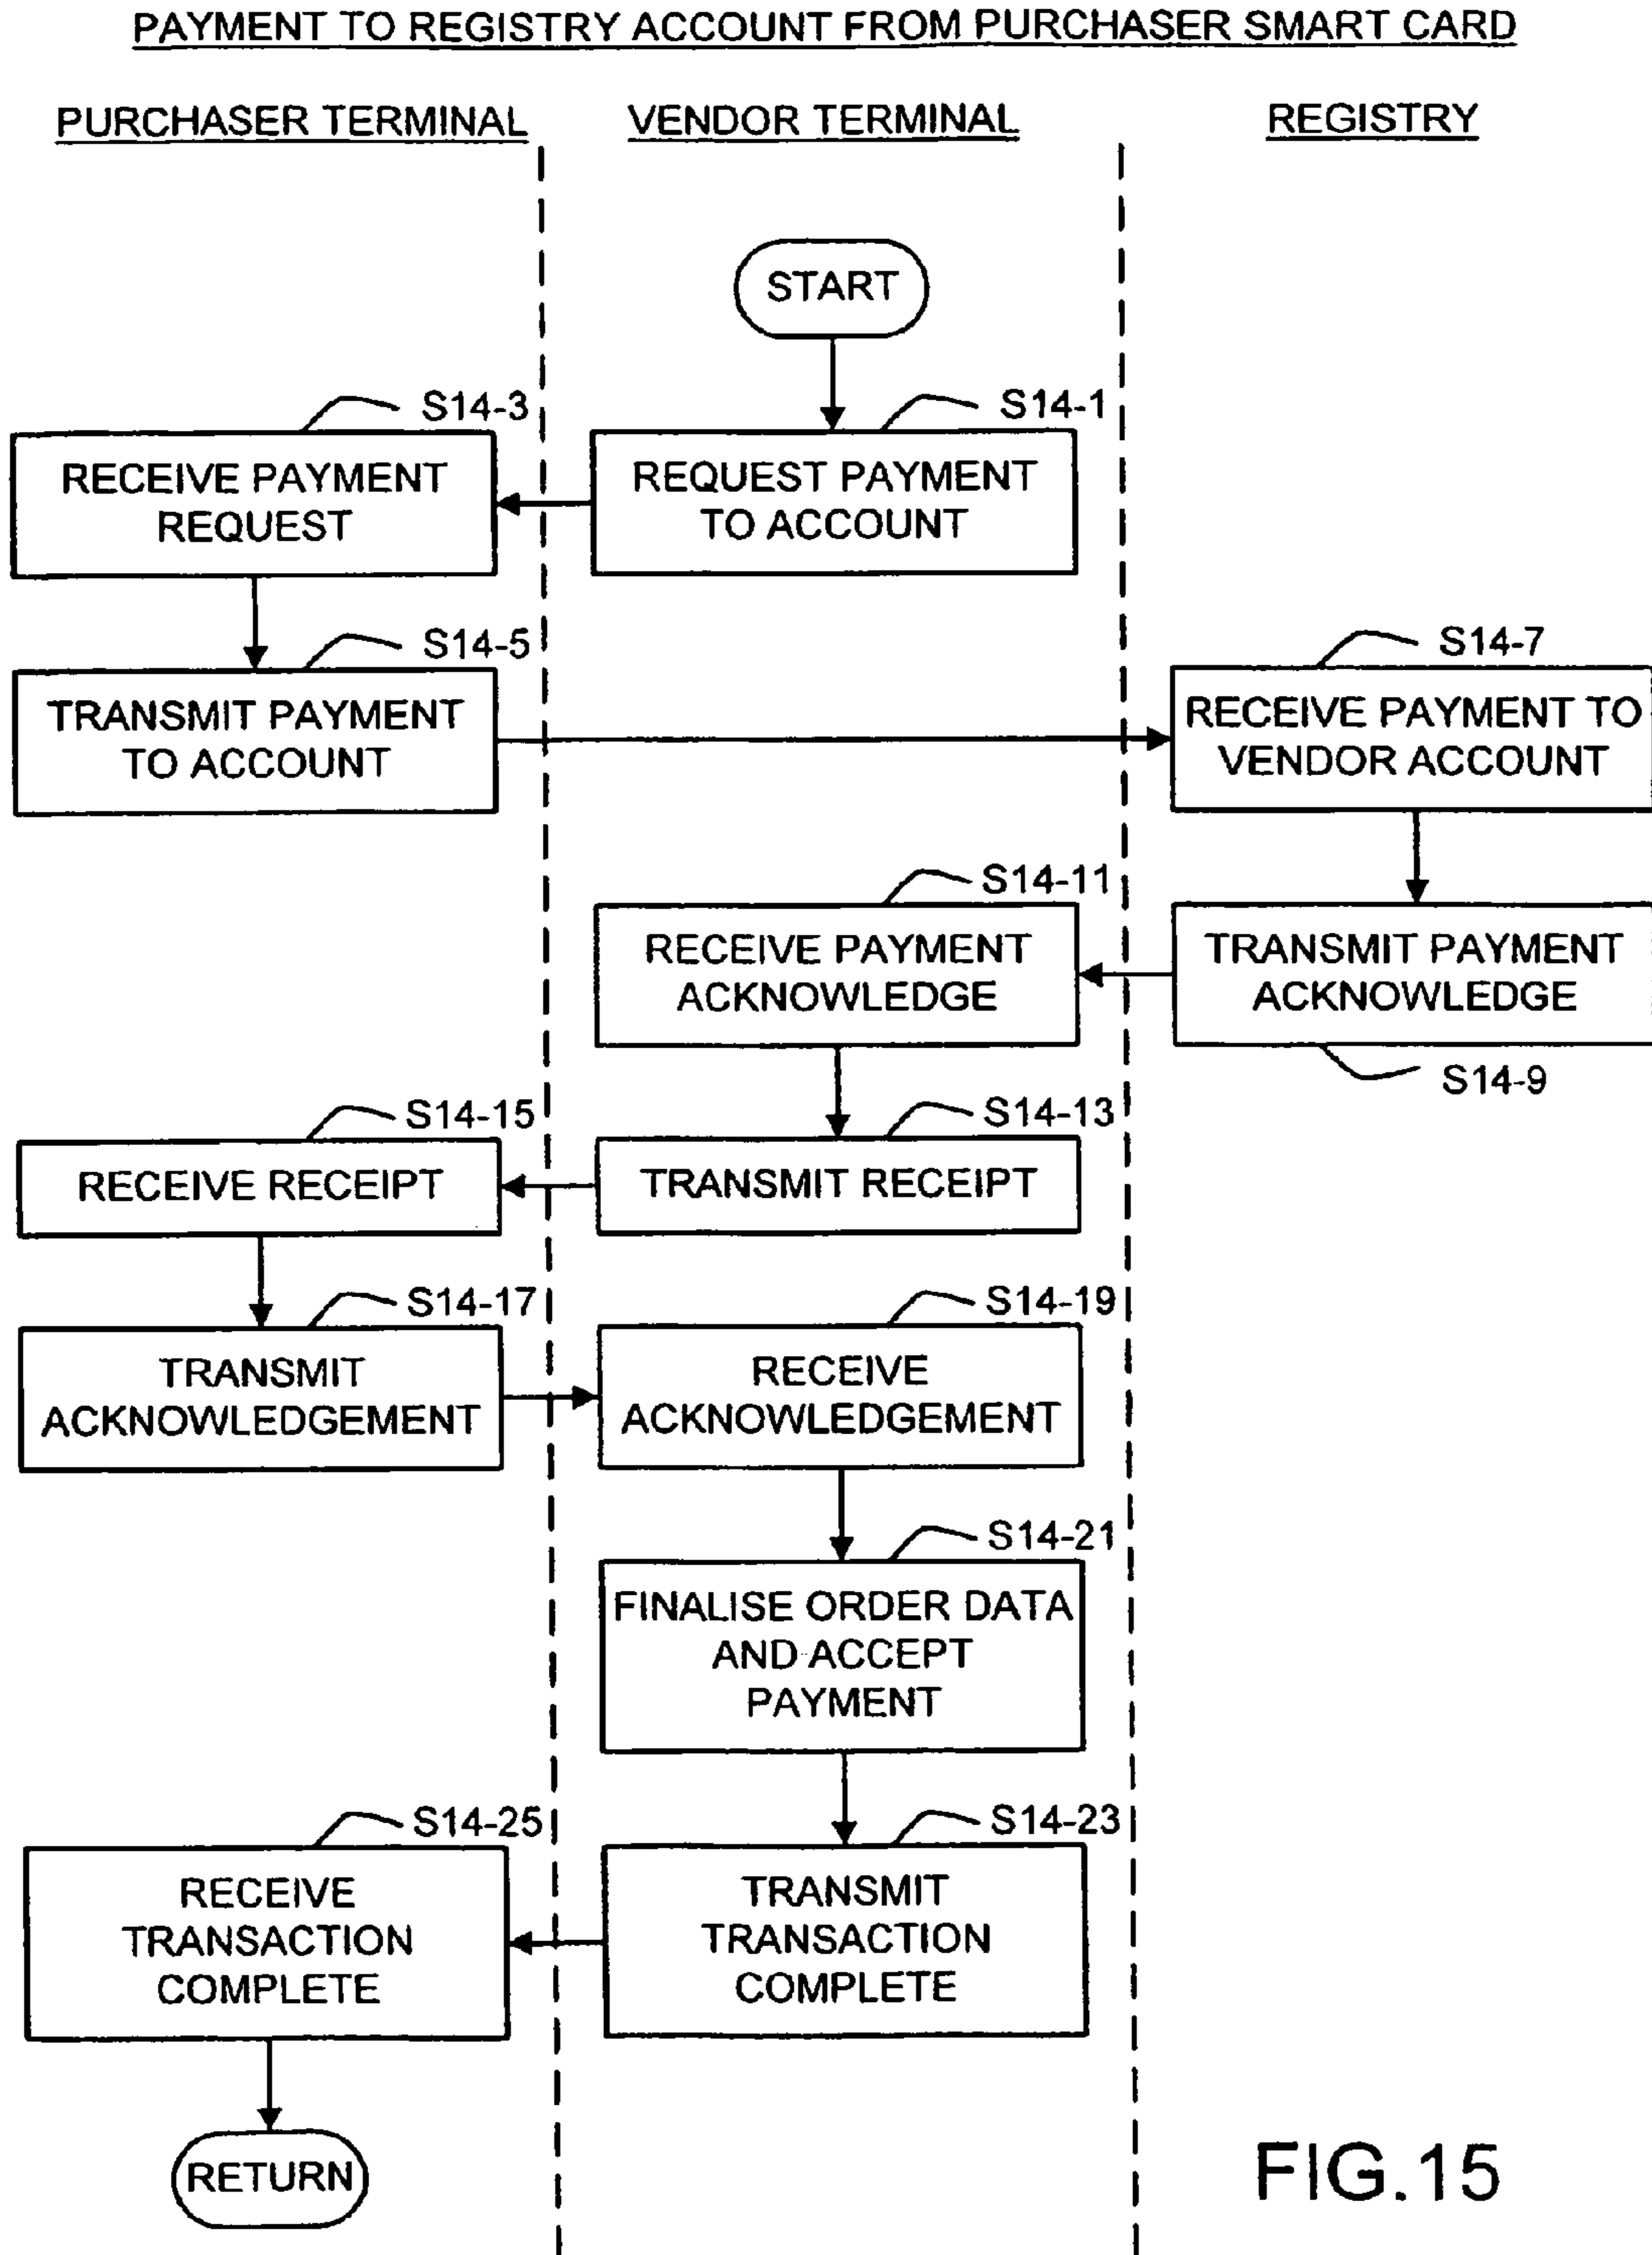 PAYMENT TO REGISTRY ACCOUNT FROM PURCHASER SMART CARD
PURCHASER TERMINAL
VENDOR TERMINAL
REGISTRY
START
S14-3
S14-1
RECEIVE PAYMENT
REQUEST
REQUEST PAYMENT
TO ACCOUNT
S14-5
S14-7
TRANSMIT PAYMENT
TO ACCOUNT
RECEIVE PAYMENT TO
VENDOR ACCOUNT
S14-11
RECEIVE PAYMENT
ACKNOWLEDGE
TRANSMIT PAYMENT
ACKNOWLEDGE
S14-9
S14-15
S14-13
RECEIVE RECEIPT
TRANSMIT RECEIPT
S14-17
S14-19
TRANSMIT
ACKNOWLEDGEMENT
RECEIVE
ACKNOWLEDGEMENT
S14-21
FINALISE ORDER DATA
AND ACCEPT
PAYMENT
S14-25
S14-23
RECEIVE
TRANSACTION
COMPLETE
TRANSMIT
TRANSACTION
COMPLETE
RETURN
FIG.15